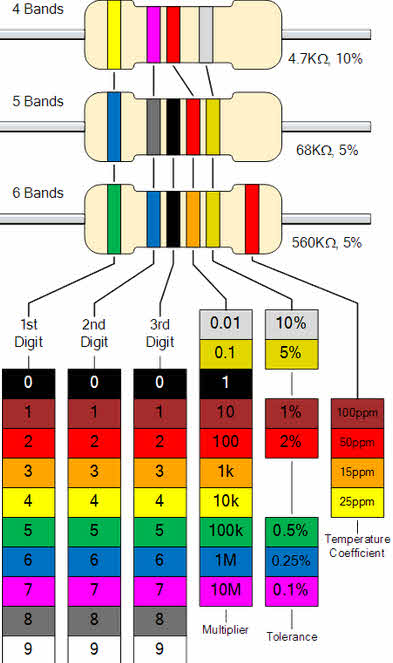 4 Bands
4.7KΩ, 10%
5 Bands
68KΩ, 5%
6 Bands
560KΩ, 5%
1st Digit
2nd Digit
3rd Digit
0.01 10%
0.1 5%
0 0 0 1
1 1 1 10 1% 100ppm
2 2 2 100 2% 50ppm
3 3 3 1k 15ppm
4 4 4 10k 25ppm
5 5 5 100k 0.5%
6 6 6 1M 0.25%
7 7 7 10M 0.1%
8 8 8
9 9 9
Temperature
Coefficient
Multiplier
Tolerance